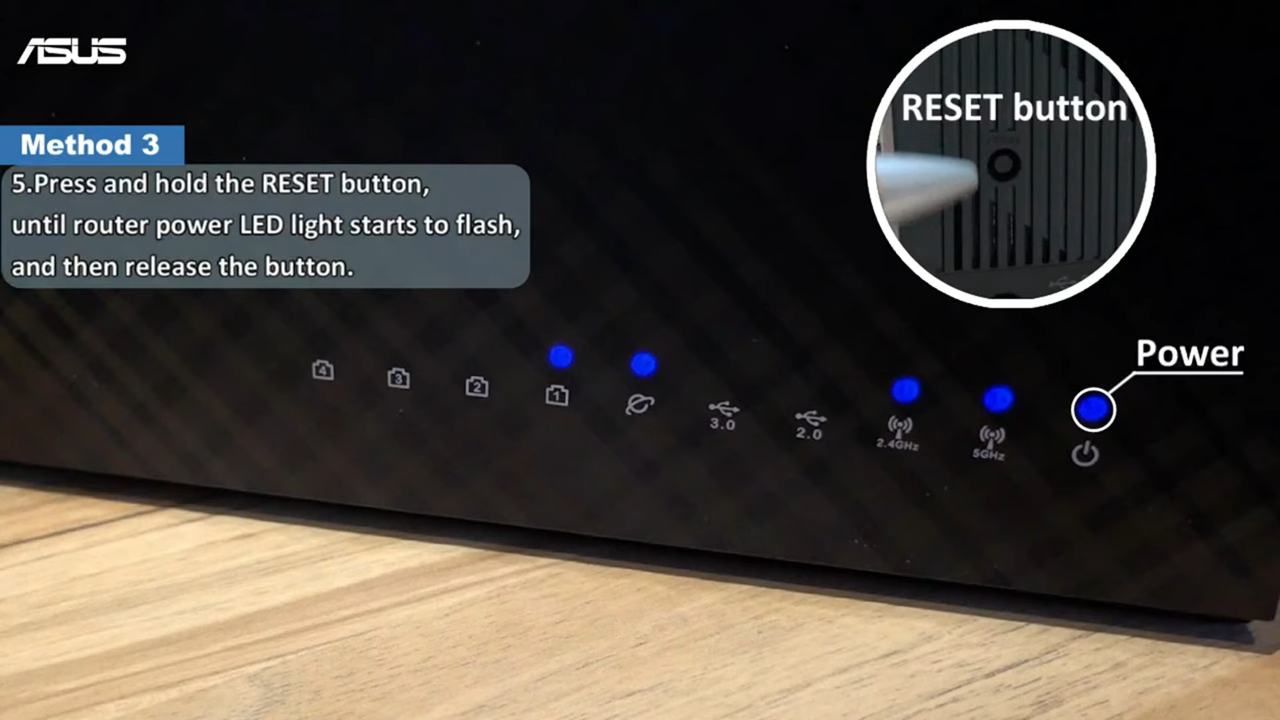 ASUS
Method 3
5.Press and hold the RESET button,
until router power LED light starts to flash,
and then release the button.
RESET button
Power
4
3
2
1
3.0
2.0
2.4GHz
5GHz